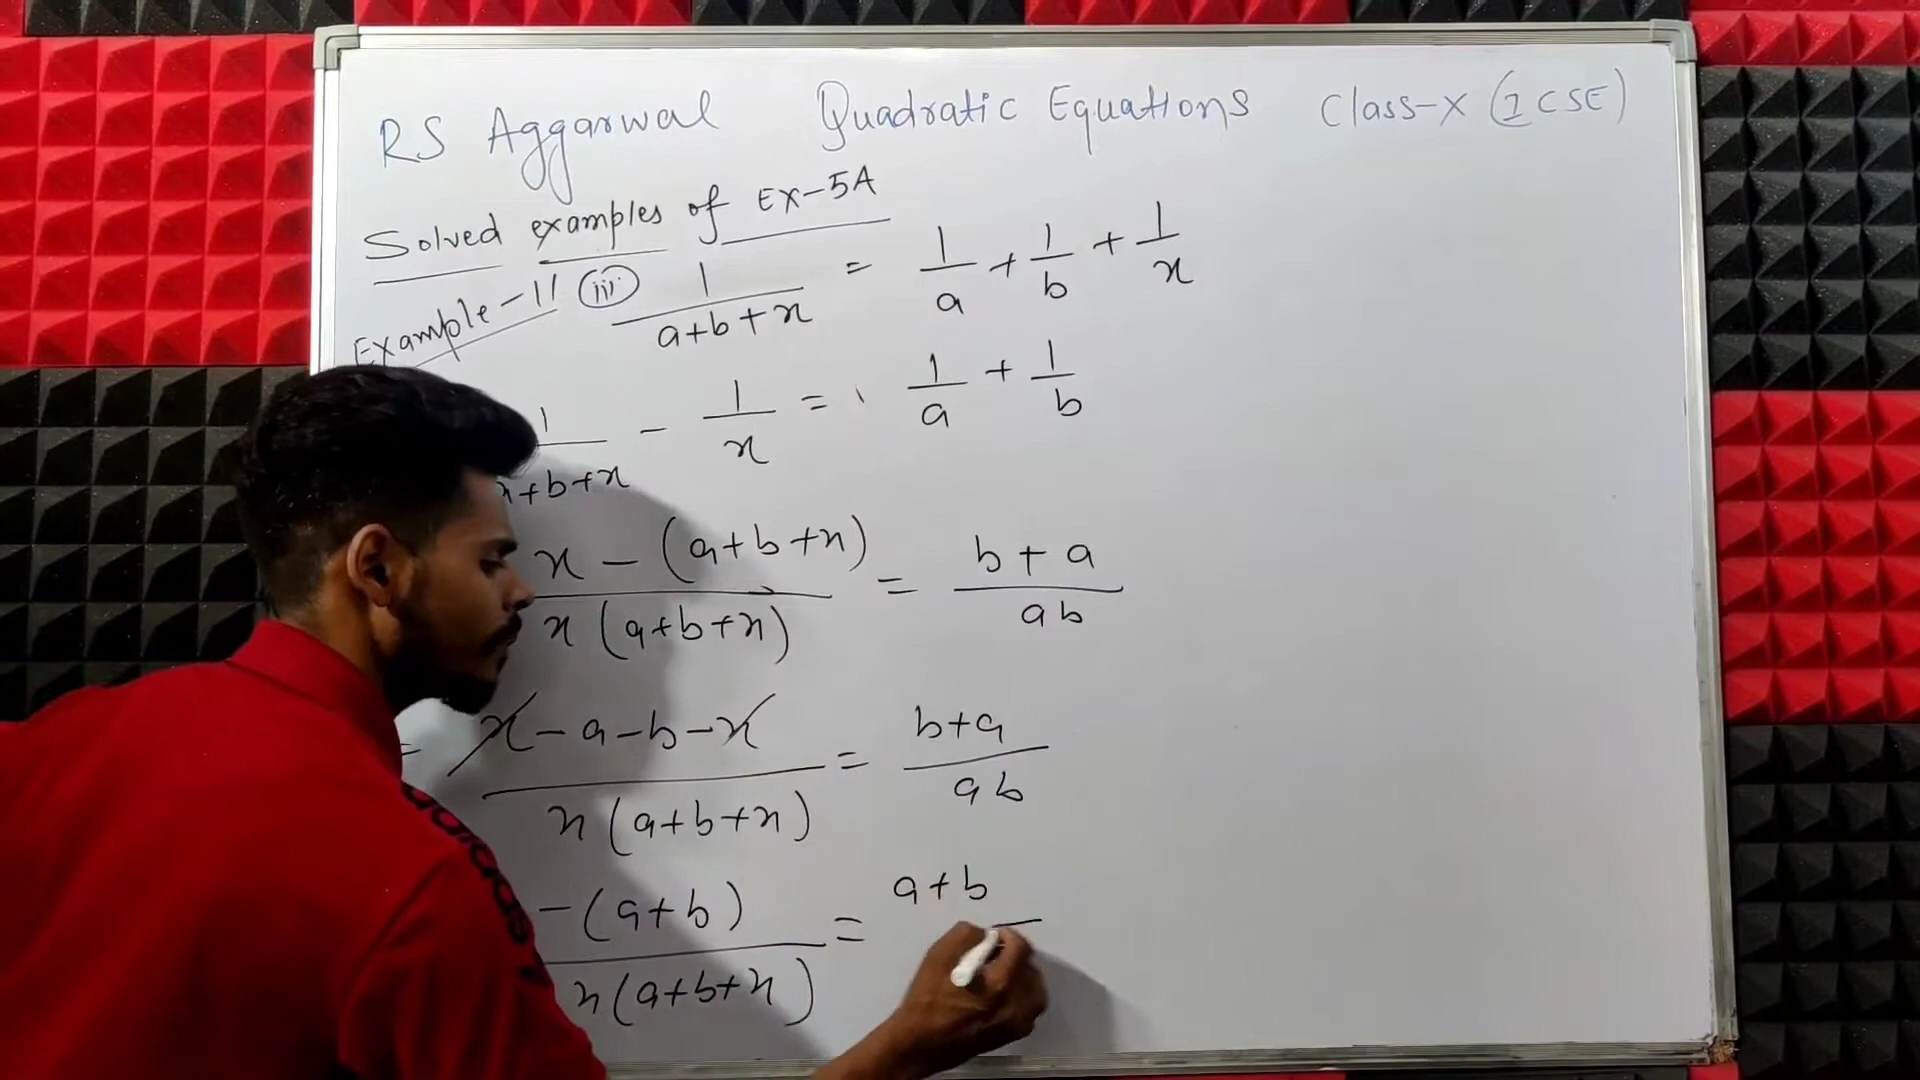 RS Aggarwal Quadratic Equations Class-X (ICSE)
Solved examples of EX-5A
Example-11 (iii) 1/(a+b+x) = 1/a + 1/b + 1/x
1/(a+b+x) - 1/x = 1/a + 1/b
x-(a+b+x)/x(a+b+x) = b+a/ab
= x-a-b-x/x(a+b+x) = b+a/ab
-(a+b)/x(a+b+x) = a+b
adidas